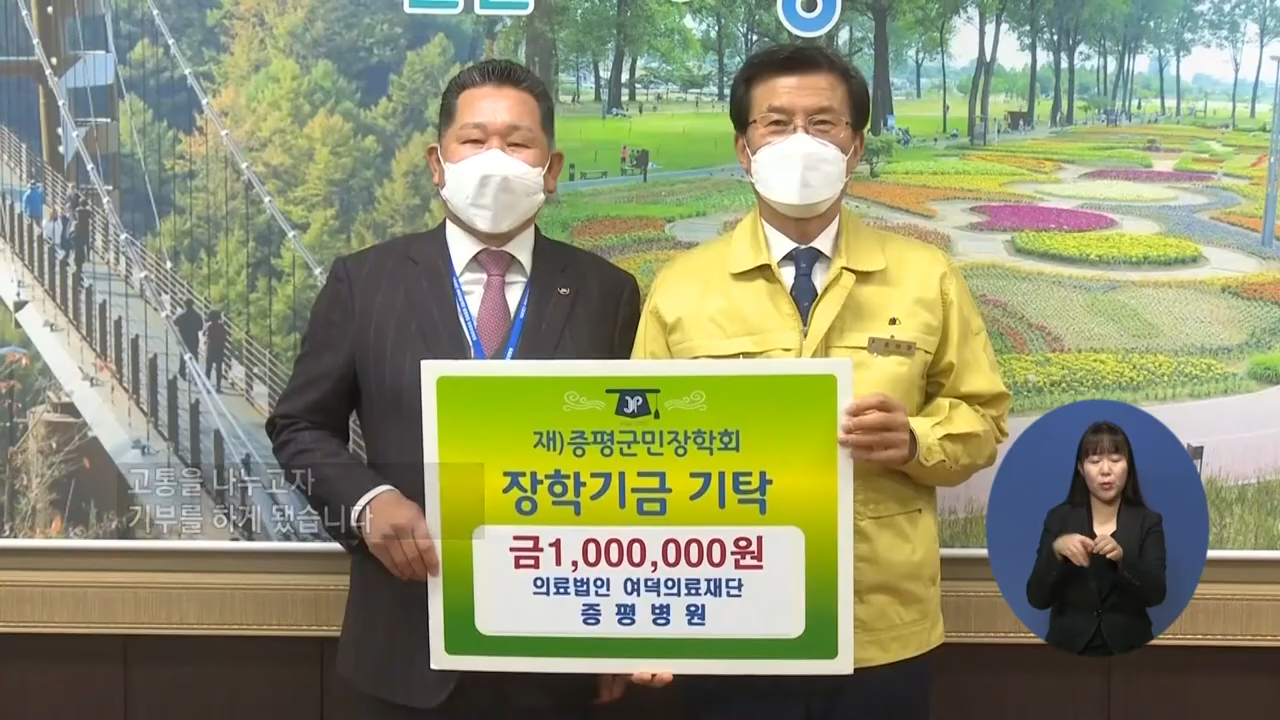 재)증평군민장학회
장학기금 기탁
금1,000,000원
의료법인 여덕의료재단
증평병원
고통을 나누고자
기부를 하게 됐습니다